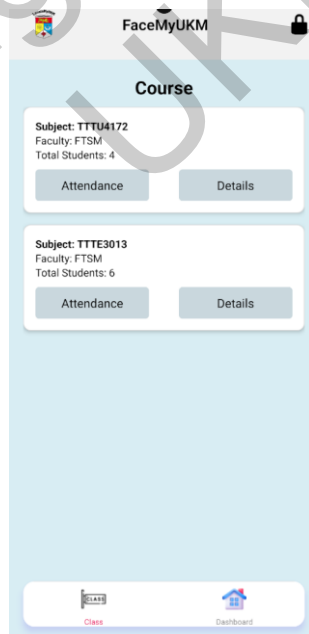 FaceMyUKM
Course
Subject: TTTU4172
Faculty: FTSM
Total Students: 4
Attendance
Details
Subject: TTTE3013
Faculty: FTSM
Total Students: 6
Attendance
Details
CLASS
Class
Dashboard